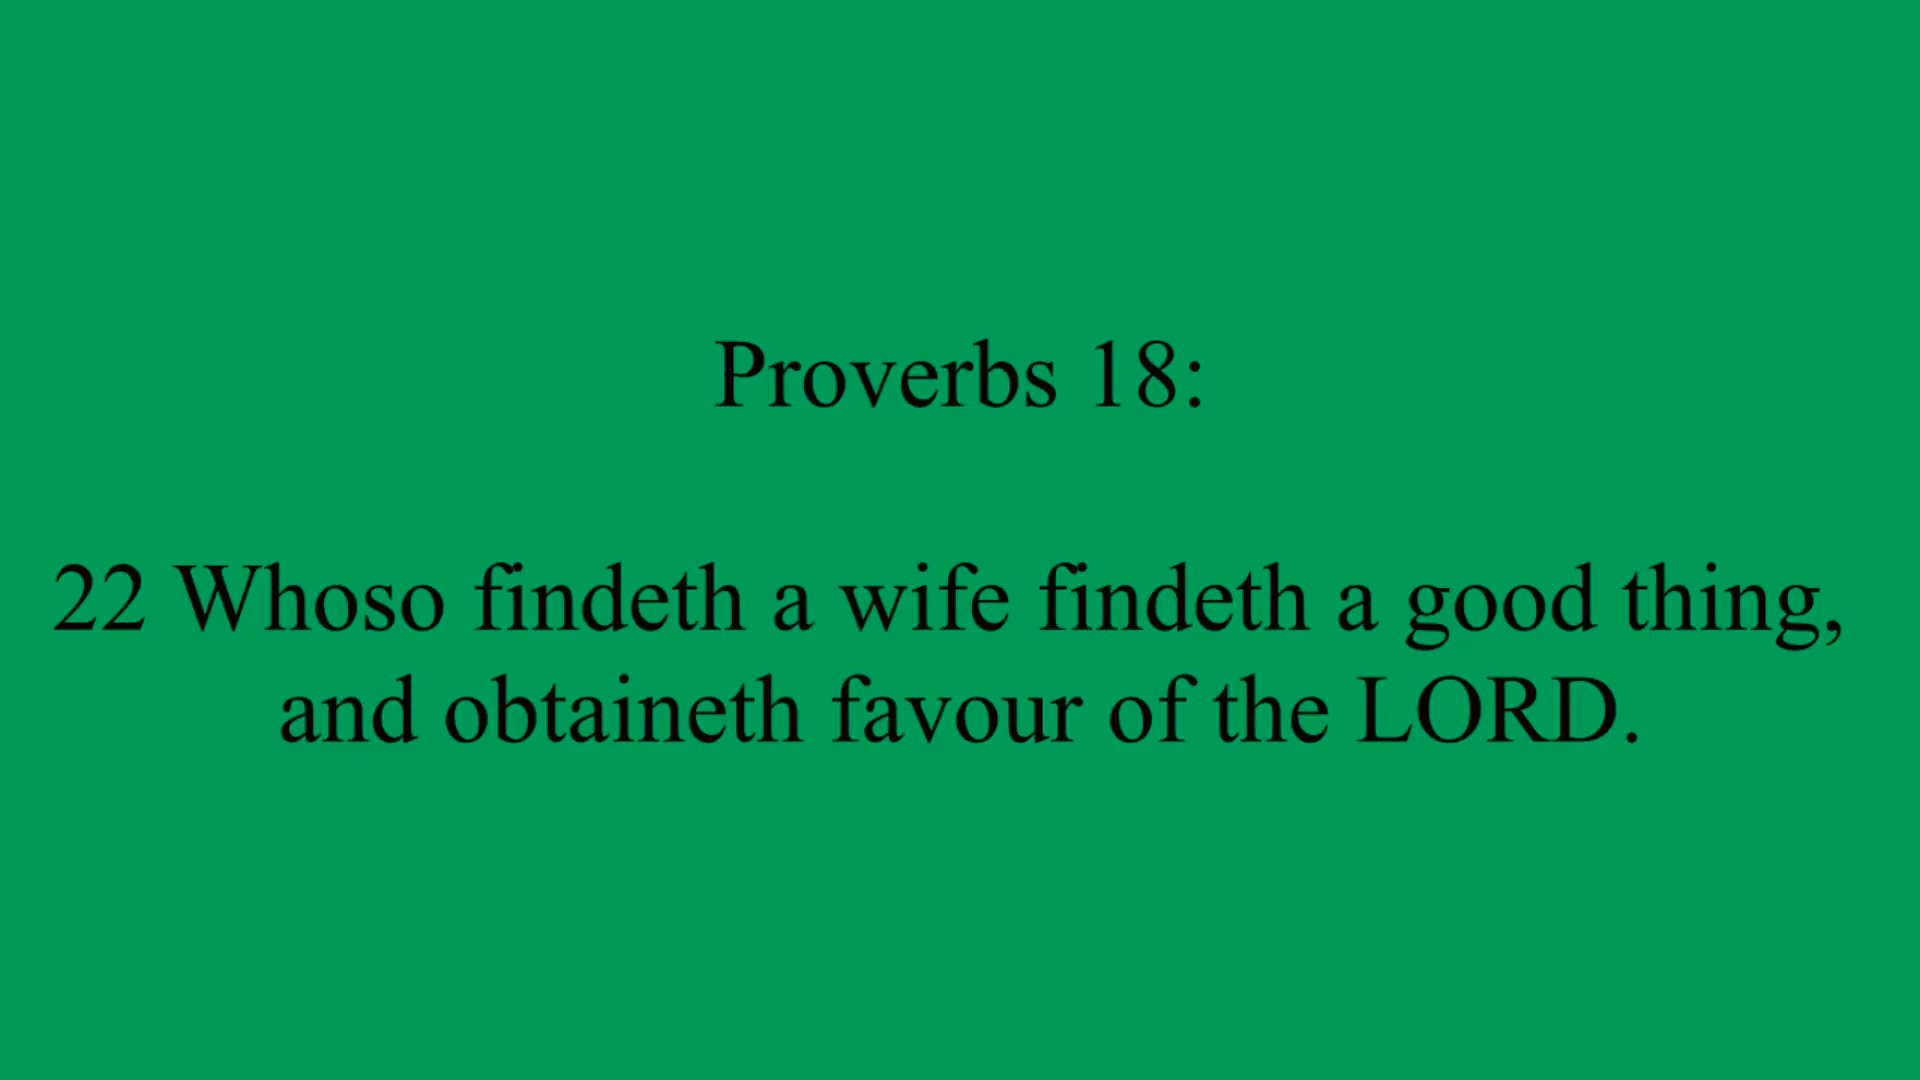 Proverbs 18:
22 Whoso findeth a wife findeth a good thing,
and obtaineth favour of the LORD.